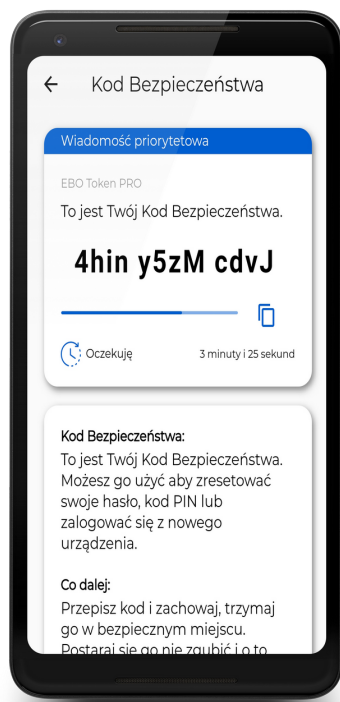 Kod Bezpieczeństwa
Wiadomość priorytetowa
EBO Token PRO
To jest Twój Kod Bezpieczeństwa.
4hin y5zM cdvJ
Oczekuję 3 minuty i 25 sekund
Kod Bezpieczeństwa:
To jest Twój Kod Bezpieczeństwa.
Możesz go użyć aby zresetować
swoje hasło, kod PIN lub
zalogować się z nowego
urządzenia.
Co dalej:
Przepisz kod i zachowaj, trzymaj
go w bezpiecznym miejscu.
Postaraj się go nie zgubić i o to